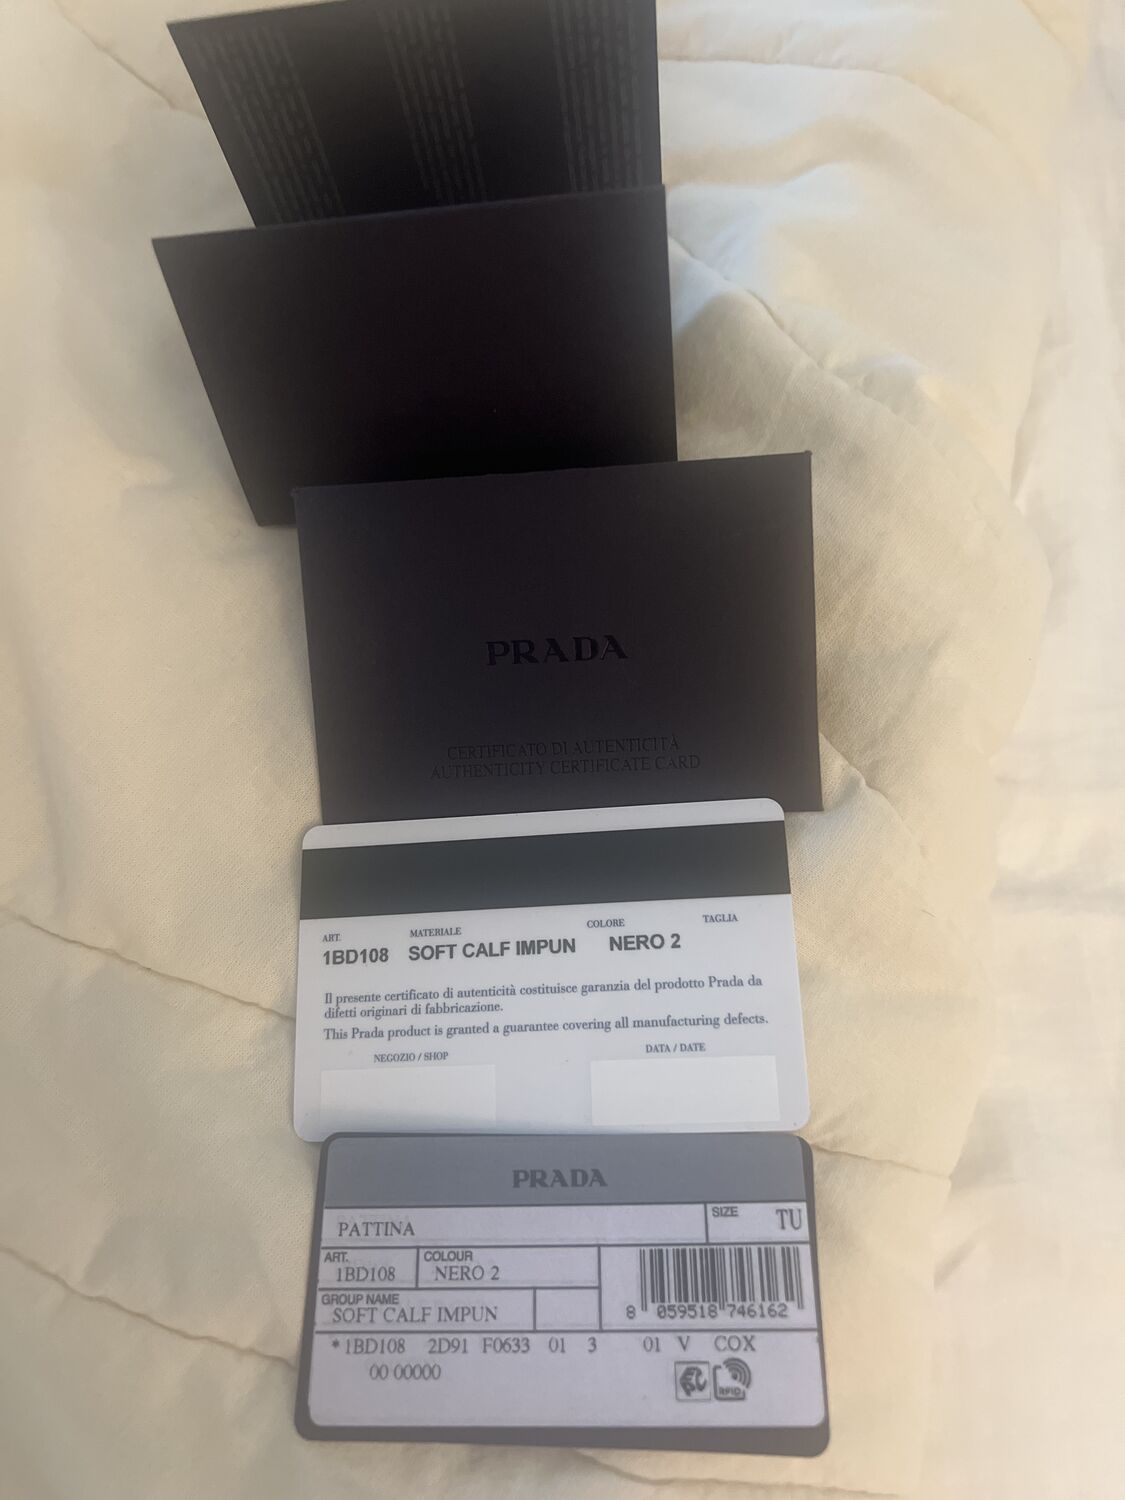 PRADA
CERTIFICATO DI AUTENTICITÀ
AUTHENTICITY CERTIFICATE CARD
ART. MATERIALE COLORE TAGLIA
1BD108 SOFT CALF IMPUN NERO 2
Il presente certificato di autenticità costituisce garanzia del prodotto Prada da
difetti originari di fabbricazione.
This Prada product is granted a guarantee covering all manufacturing defects.
NEGOZIO / SHOP DATA / DATE
PRADA
PATTINA SIZE TU
ART. COLOUR
1BD108 NERO 2
GROUP NAME
SOFT CALF IMPUN
8 059518 746162
*1BD108 2D91 F0633 01 3 01 V COX
00 00000
RFID